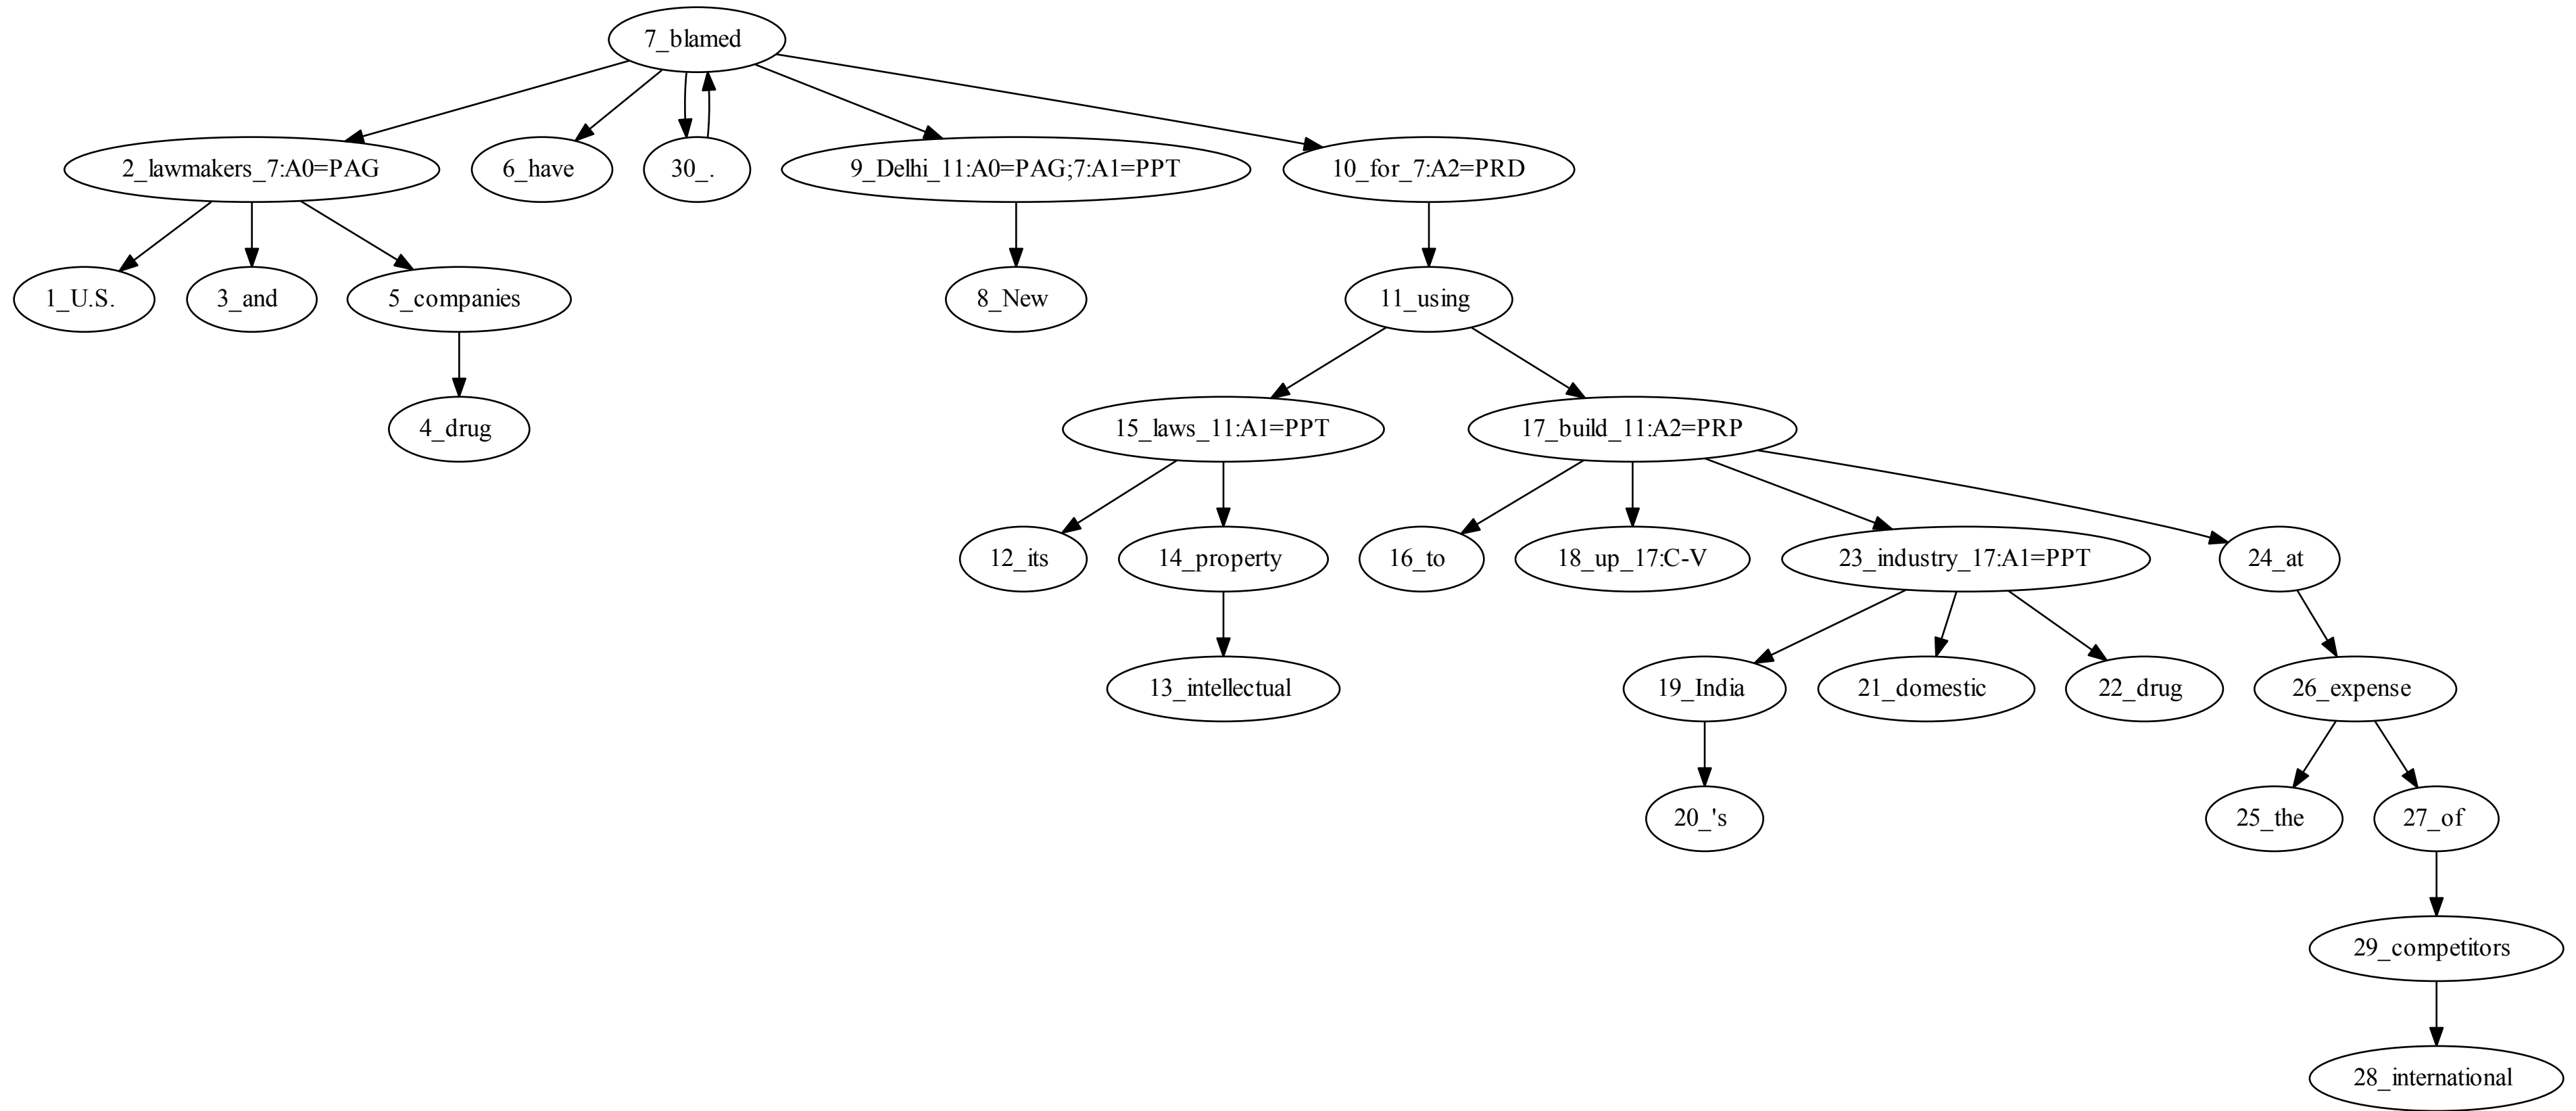 7_blamed
2_lawmakers_7:A0=PAG
6_have
30_.
9_Delhi_11:A0=PAG;7:A1=PPT
10_for_7:A2=PRD
1_U.S.
3_and
5_companies
8_New
11_using
4_drug
15_laws_11:A1=PPT
17_build_11:A2=PRP
12_its
14_property
16_to
18_up_17:C-V
23_industry_17:A1=PPT
24_at
13_intellectual
19_India
21_domestic
22_drug
26_expense
20_'s
25_the
27_of
29_competitors
28_international